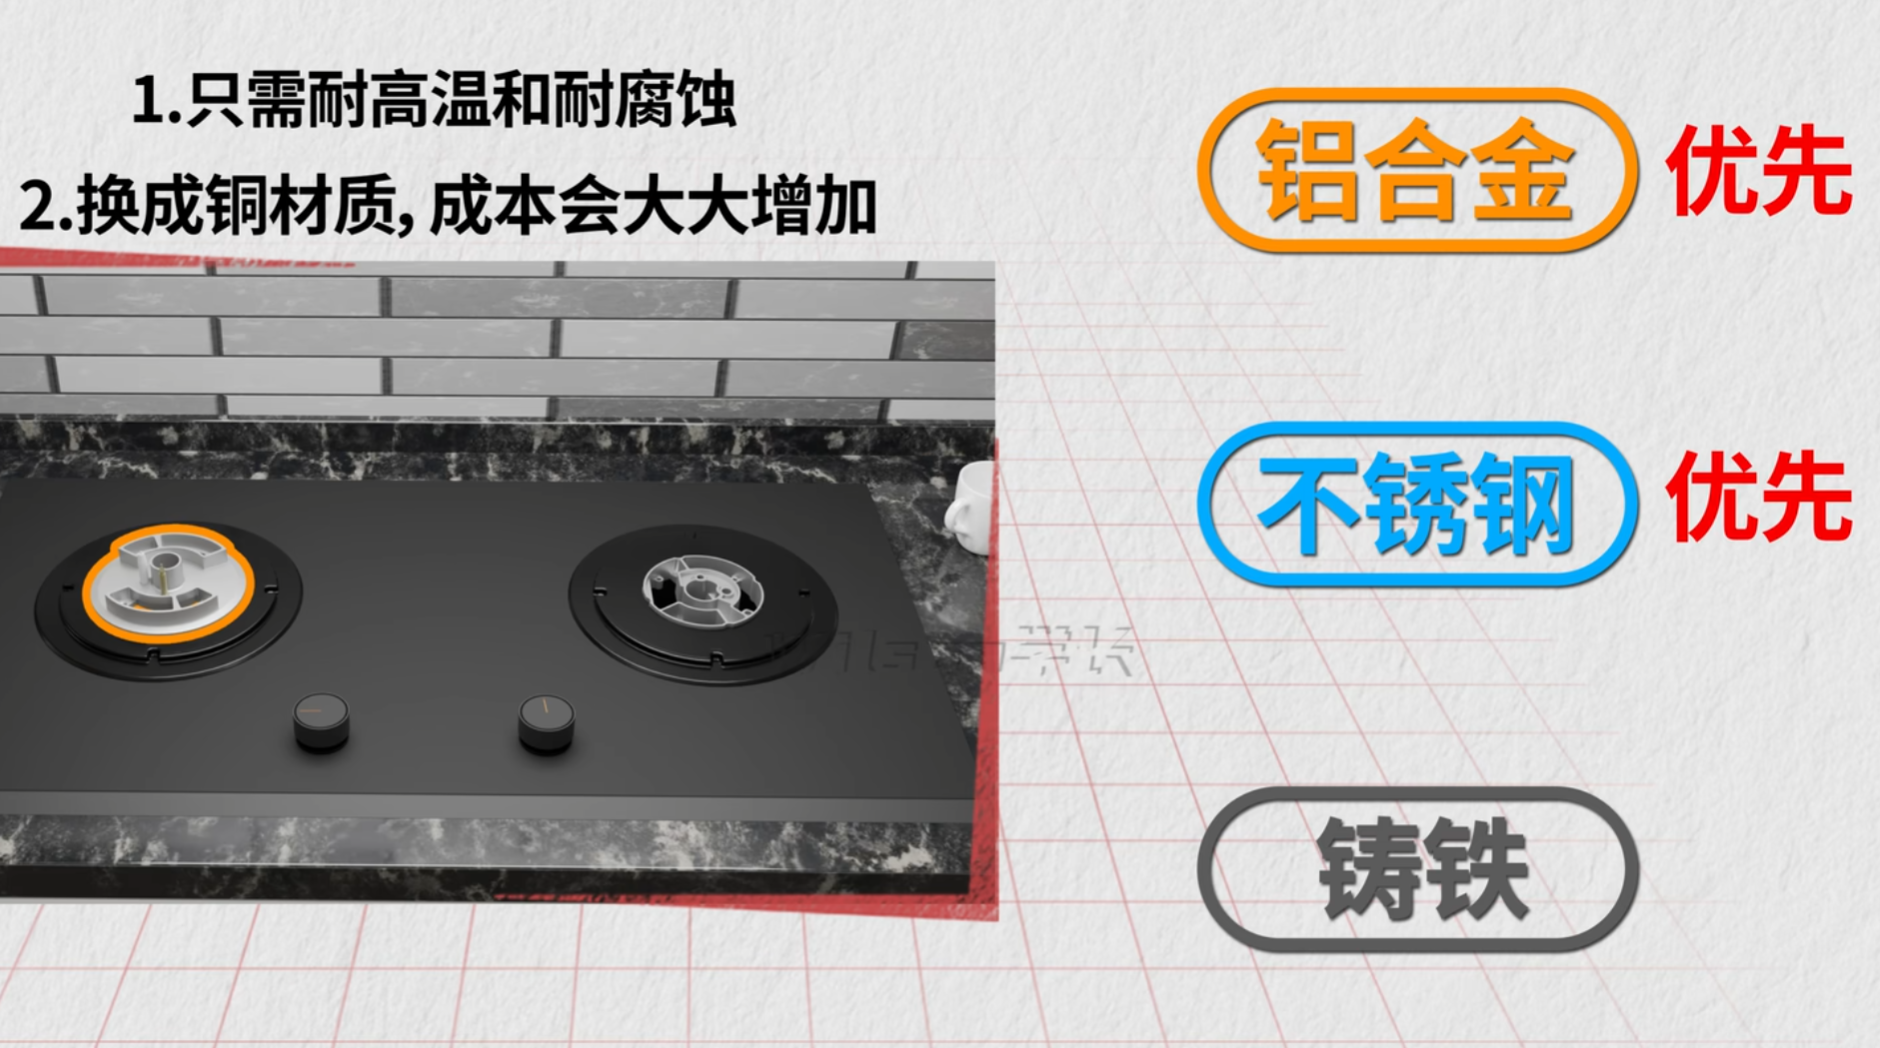 1.只需耐高温和耐腐蚀
2.换成铜材质,成本会大大增加
铝合金 优先
不锈钢 优先
铸铁